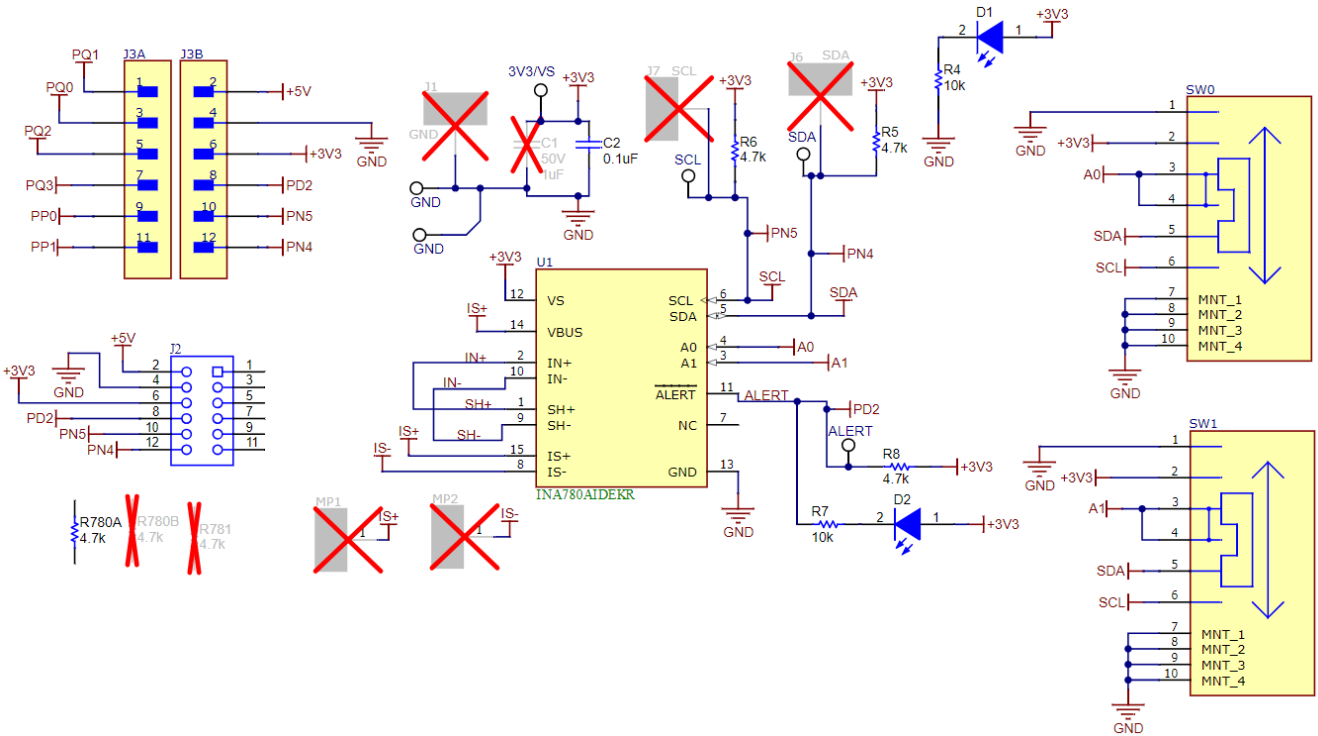 J3A
J3B
PQ1
PQ0
PQ2
PQ3
PP0
PP1
1
3
5
7
9
11
2
4
6
8
10
12
+5V
GND
+3V3
PD2
PN5
PN4
J1
GND
GND
GND
3V3/VS
+3V3
C1
50V
1uF
C2
0.1uF
GND
J7
SCL
+3V3
R6
4.7k
SCL
PN5
J6
SDA
+3V3
R5
4.7k
SDA
PN4
D1
2
1
+3V3
R4
10k
GND
U1
+3V3
12
VS
IS+
14
VBUS
IN+
2
IN+
IN-
10
IN-
SH+
1
SH+
SH-
9
SH-
IS+
15
IS+
IS-
8
IS-
SCL
6
SCL
SDA
5
SDA
A0
4
A0
A1
3
A1
ALERT
11
ALERT
NC
7
GND
13
GND
INA780AIDEKR
PD2
ALERT
R8
4.7k
+3V3
R7
10k
D2
2
1
+3V3
J2
+5V
GND
+3V3
PD2
PN5
PN4
2
4
6
8
10
12
1
3
5
7
9
11
R780A
4.7k
R780B
4.7k
R781
4.7k
MP1
1
IS+
MP2
1
IS-
SW0
GND
+3V3
A0
SDA
SCL
GND
1
2
3
4
5
6
7 MNT_1
8 MNT_2
9 MNT_3
10 MNT_4
SW1
GND
+3V3
A1
SDA
SCL
GND
1
2
3
4
5
6
7 MNT_1
8 MNT_2
9 MNT_3
10 MNT_4